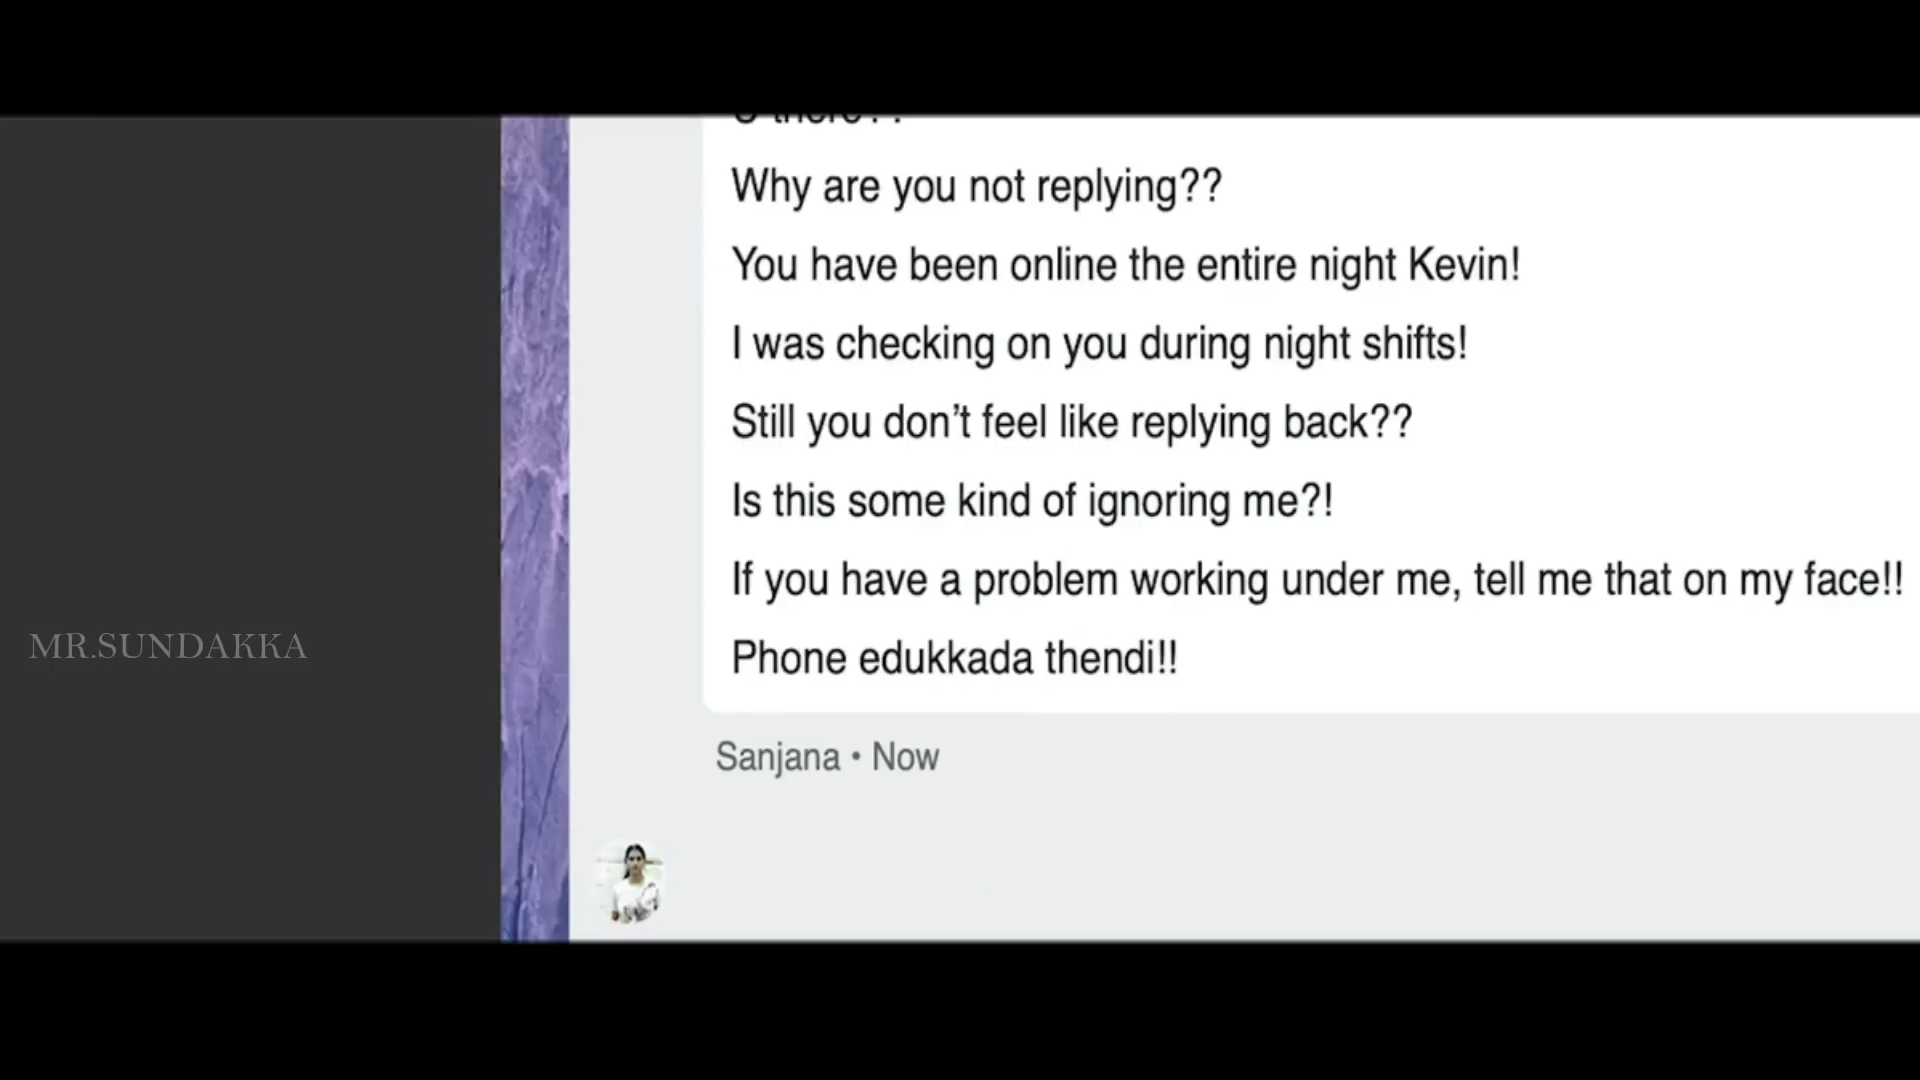 Why are you not replying??
You have been online the entire night Kevin!
I was checking on you during night shifts!
Still you don't feel like replying back??
Is this some kind of ignoring me?!
If you have a problem working under me, tell me that on my face!!
Phone edukkada thendi!!
MR.SUNDAKKA
Sanjana • Now